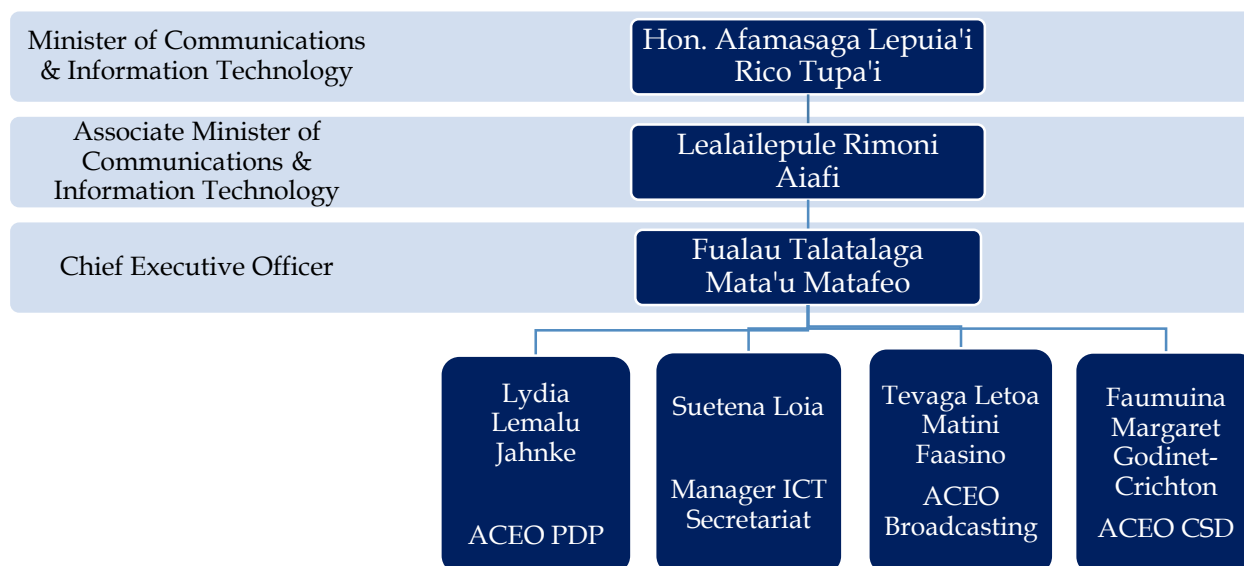 Minister of Communications
& Information Technology
Hon. Afamasaga Lepuia'i
Rico Tupa'i
Associate Minister of
Communications &
Information Technology
Lealailepule Rimoni
Aiafi
Chief Executive Officer
Fualau Talatalaga
Mata'u Matafeo
Lydia
Lemalu
Jahnke
ACEO PDP
Suetena Loia
Manager ICT
Secretariat
Tevaga Letoa
Matini
Faasino
ACEO
Broadcasting
Faumuina
Margaret
Godinet-
Crichton
ACEO CSD